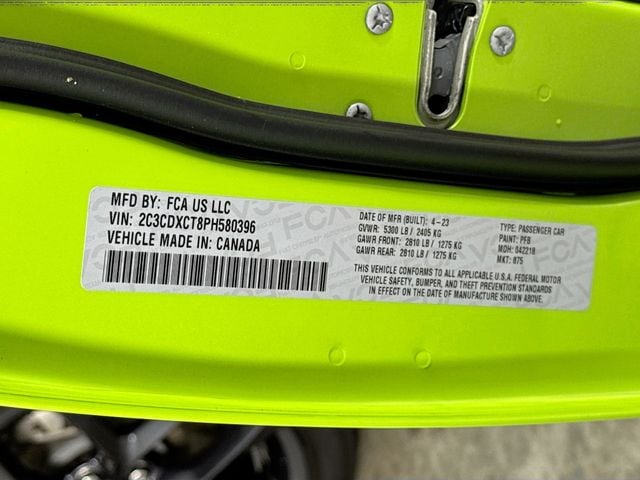 MFD BY: FCA US LLC
VIN: 2C3CDXCT8PH580396
VEHICLE MADE IN: CANADA
DATE OF MFR (BUILT): 4-23
GVWR: 5300 LB / 2405 KG
GAWR FRONT: 2810 LB / 1275 KG
GAWR REAR: 2810 LB / 1275 KG
TYPE: PASSENGER CAR
PAINT: PFB
MDH: 042218
MKT: 875
THIS VEHICLE CONFORMS TO ALL APPLICABLE U.S.A. FEDERAL MOTOR
VEHICLE SAFETY, BUMPER, AND THEFT PREVENTION STANDARDS
IN EFFECT ON THE DATE OF MANUFACTURE SHOWN ABOVE.